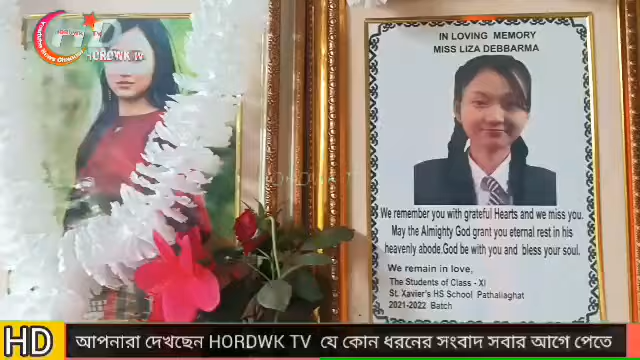 HORDWK TV
HORDWK TV
IN LOVING MEMORY
MISS LIZA DEBBARMA
We remember you with grateful Hearts and we miss you.
May the Almighty God grant you eternal rest in his
heavenly abode.God be with you and bless your soul.
We remain in love,
The Students of Class - XI
St. Xavier's HS School Pathaliaghat
2021-2022 Batch
HD আপনারা দেখছেন HORDWK TV যে কোন ধরনের সংবাদ সবার আগে পেতে